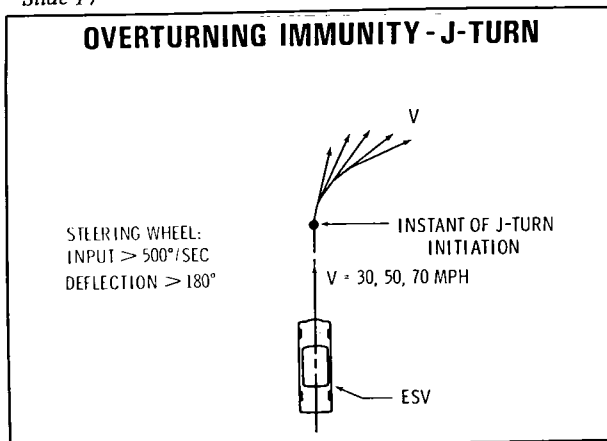 OVERTURNING IMMUNITY - J-TURN
V
STEERING WHEEL:
INPUT > 500°/SEC
DEFLECTION > 180°
INSTANT OF J-TURN
INITIATION
V = 30, 50, 70 MPH
ESV